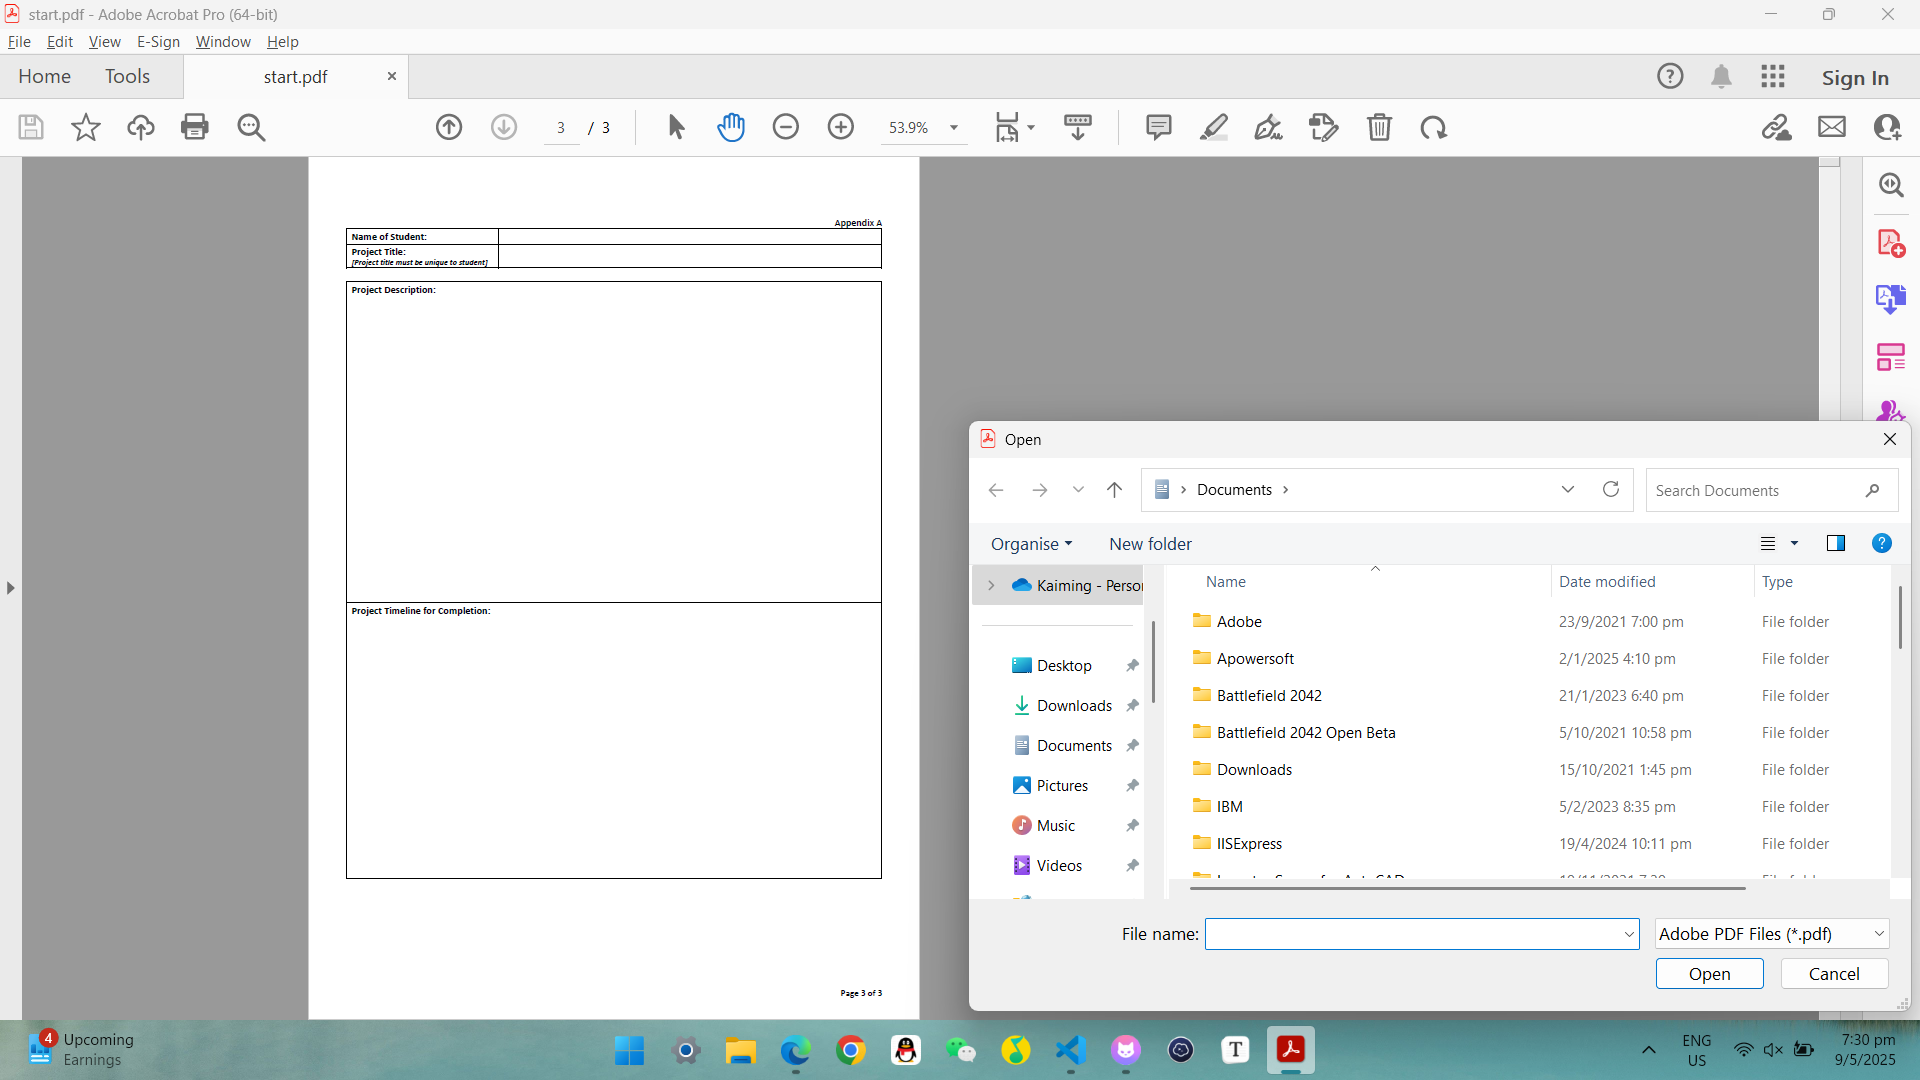 start.pdf - Adobe Acrobat Pro (64-bit)
File Edit View E-Sign Window Help
Home Tools start.pdf Sign In
3 / 3 53.9%
Appendix A
Name of Student:
Project Title:
[Project title must be unique to student]
Project Description:
Project Timeline for Completion:
Page 3 of 3
Open
Documents
Search Documents
Organise New folder
Kaiming - Perso
Desktop
Downloads
Documents
Pictures
Music
Videos
Name Date modified Type
Adobe 23/9/2021 7:00 pm File folder
Apowersoft 2/1/2025 4:10 pm File folder
Battlefield 2042 21/1/2023 6:40 pm File folder
Battlefield 2042 Open Beta 5/10/2021 10:58 pm File folder
Downloads 15/10/2021 1:45 pm File folder
IBM 5/2/2023 8:35 pm File folder
IISExpress 19/4/2024 10:11 pm File folder
File name: Adobe PDF Files (*.pdf)
Open Cancel
4 Upcoming
Earnings
ENG
US
7:30 pm
9/5/2025